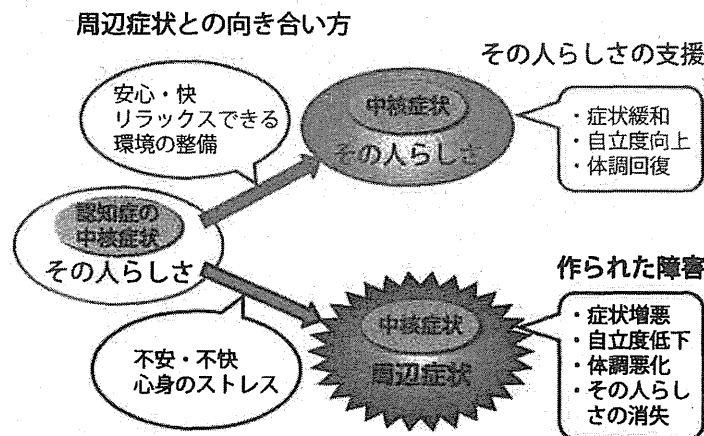 周辺症状との向き合い方
その人らしさの支援
安心・快
リラックスできる
環境の整備
中核症状
その人らしさ
・症状緩和
・自立度向上
・体調回復
認知症の
中核症状
その人らしさ
作られた障害
不安・不快
心身のストレス
中核症状
周辺症状
・症状増悪
・自立度低下
・体調悪化
・その人らし
さの消失